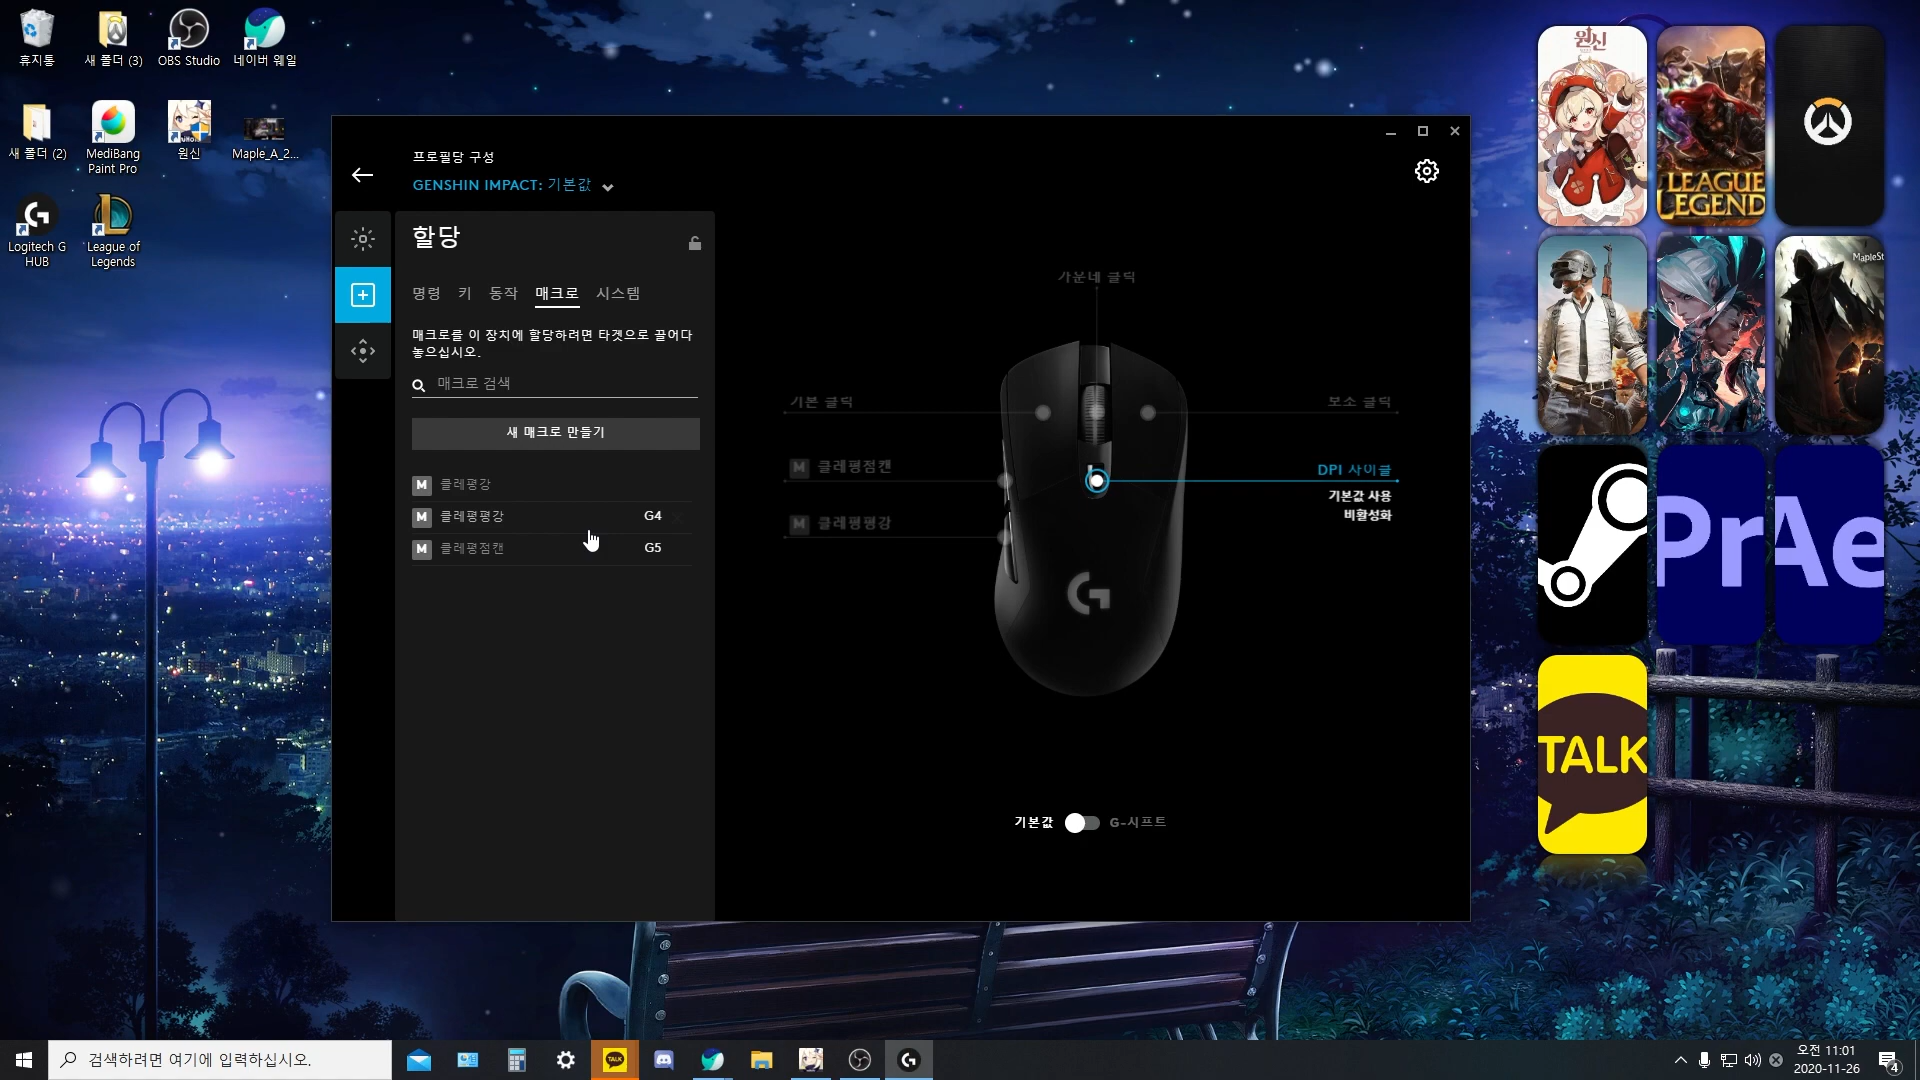 휴지통
새 폴더 (3)
OBS Studio
네이버 웨일
새 폴더 (2)
MediBang
Paint Pro
원신
Maple_A_2...
Logitech G
HUB
League of
Legends
프로필당 구성
GENSHIN IMPACT: 기본값
할당
명령
키
동작
매크로
시스템
매크로를 이 장치에 할당하려면 타겟으로 끌어다
놓으십시오.
매크로 검색
새 매크로 만들기
M 클레평강
M 클레평평강 G4
M 클레평점캔 G5
가운데 클릭
기본 클릭
보소 클릭
M 클레평점캔
M 클레평평강
DPI 사이클
기본값 사용
비활성화
기본값
G-시프트
원신
LEAGUE
LEGENDS
MapleSt
Pr
Ae
TALK
검색하려면 여기에 입력하십시오.
TALK
오전 11:01
2020-11-26
4